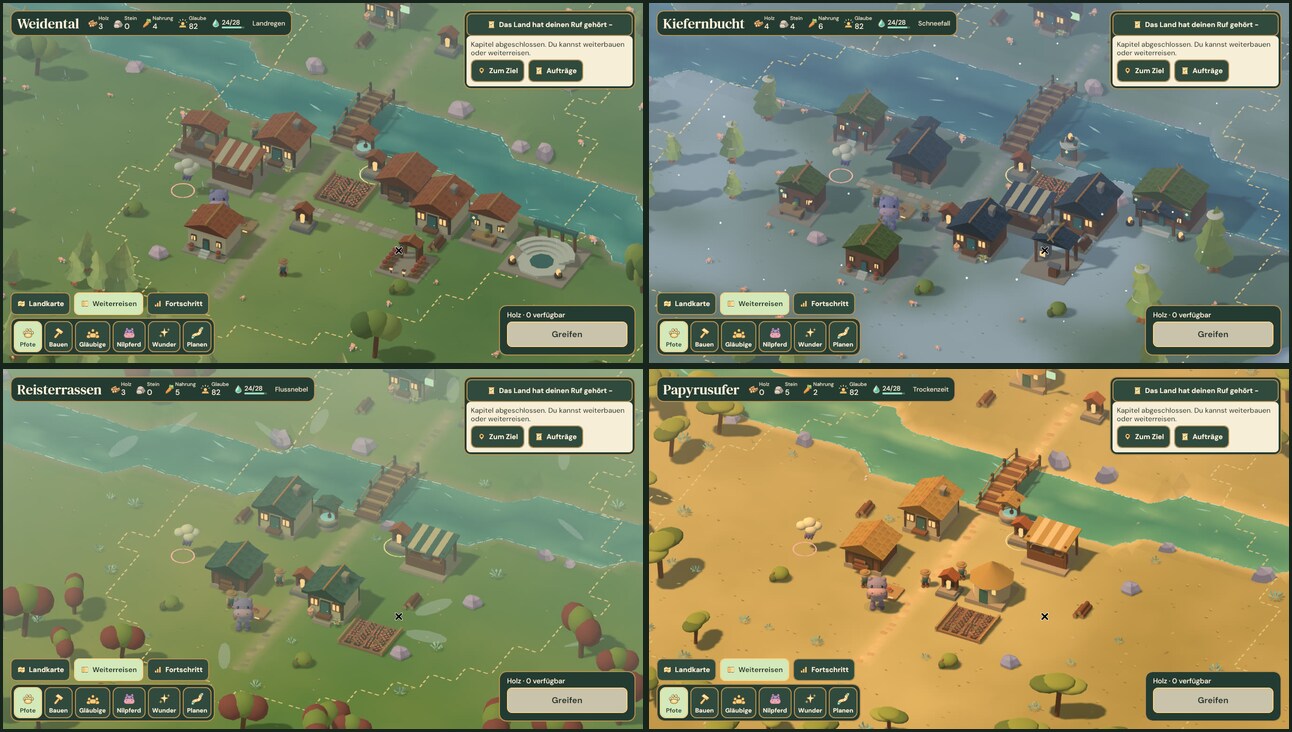 Weidental
Holz 3 Stein 0 Nahrung 4 Glaube 82 24/28 Landregen
Das Land hat deinen Ruf gehört –
Kapitel abgeschlossen. Du kannst weiterbauen
oder weiterreisen.
Zum Ziel Aufträge
Landkarte Weiterreisen Fortschritt
Pfote Bauen Gläubige Nilpferd Wunder Planen
Holz · 0 verfügbar
Greifen
Kiefernbucht
Holz 4 Stein 4 Nahrung 6 Glaube 82 24/28 Schneefall
Das Land hat deinen Ruf gehört –
Kapitel abgeschlossen. Du kannst weiterbauen
oder weiterreisen.
Zum Ziel Aufträge
Landkarte Weiterreisen Fortschritt
Pfote Bauen Gläubige Nilpferd Wunder Planen
Holz · 0 verfügbar
Greifen
Reisterrassen
Holz 3 Stein 0 Nahrung 5 Glaube 82 24/28 Flussnebel
Das Land hat deinen Ruf gehört –
Kapitel abgeschlossen. Du kannst weiterbauen
oder weiterreisen.
Zum Ziel Aufträge
Landkarte Weiterreisen Fortschritt
Pfote Bauen Gläubige Nilpferd Wunder Planen
Holz · 0 verfügbar
Greifen
Papyrusufer
Holz 0 Stein 5 Nahrung 2 Glaube 82 24/28 Trockenzeit
Das Land hat deinen Ruf gehört –
Kapitel abgeschlossen. Du kannst weiterbauen
oder weiterreisen.
Zum Ziel Aufträge
Landkarte Weiterreisen Fortschritt
Pfote Bauen Gläubige Nilpferd Wunder Planen
Holz · 0 verfügbar
Greifen